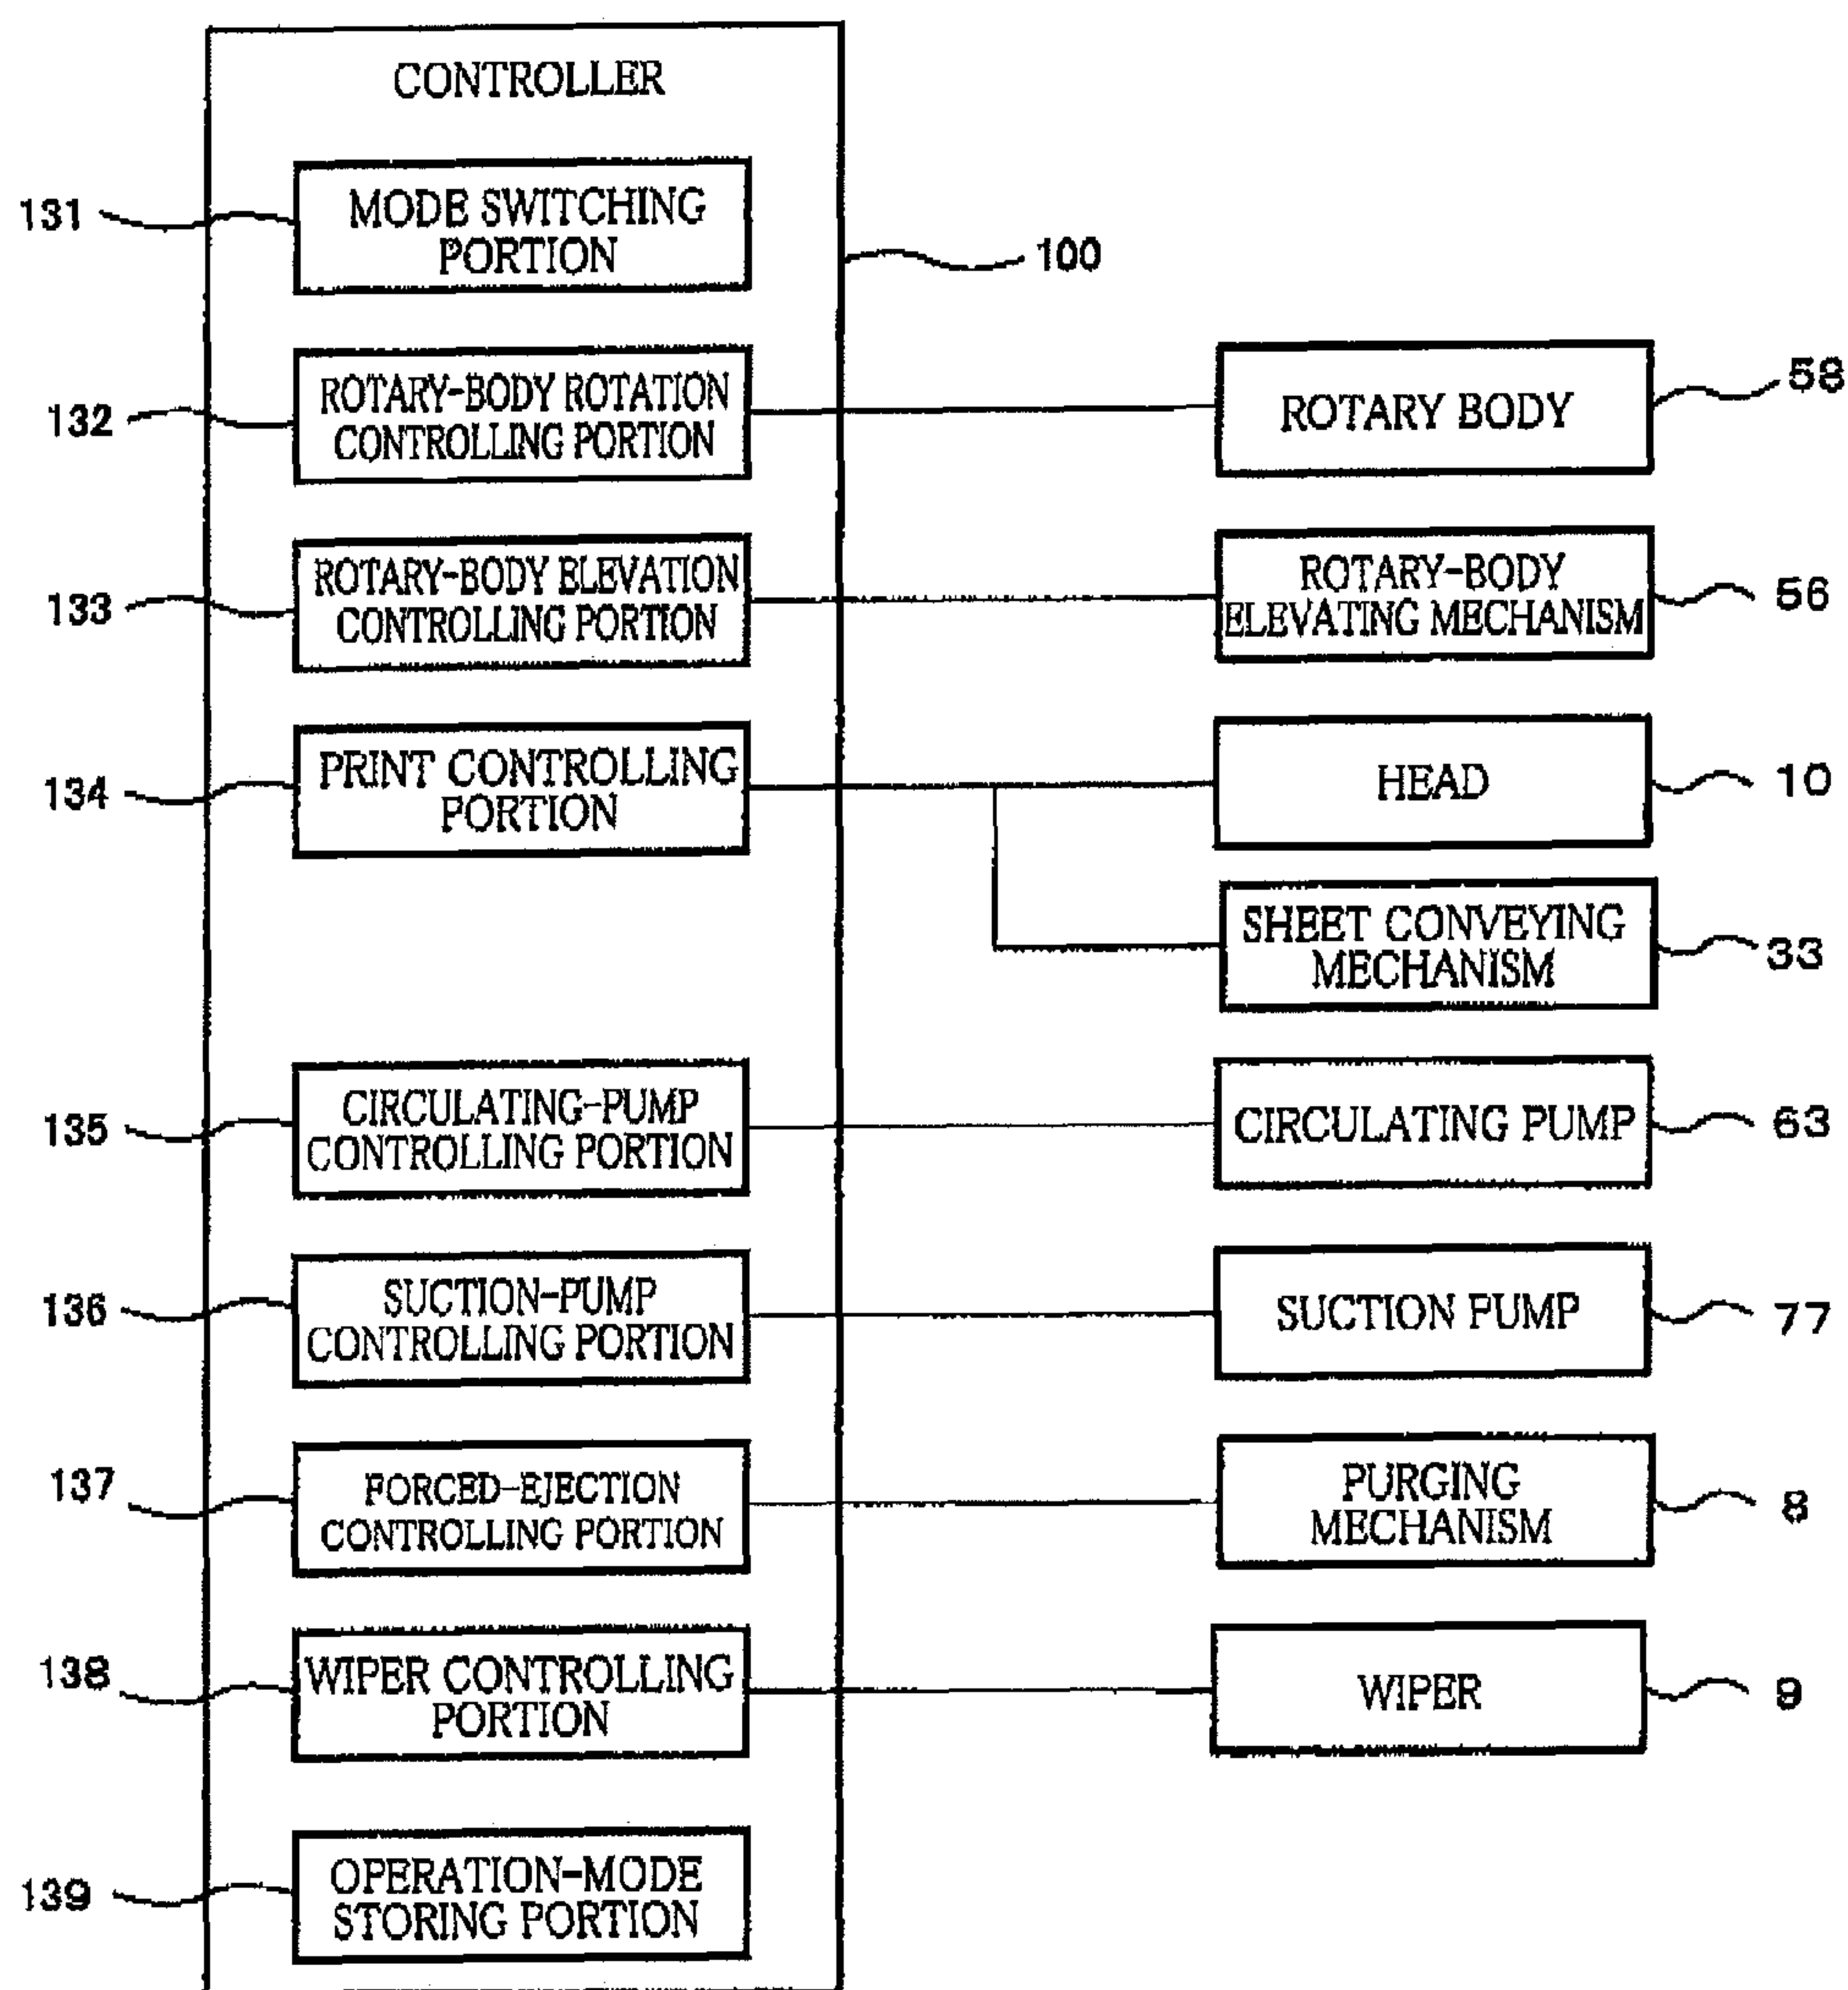 CONTROLLER
131
MODE SWITCHING
PORTION
100
132
ROTARY-BODY ROTATION
CONTROLLING PORTION
ROTARY BODY
58
133
ROTARY-BODY ELEVATION
CONTROLLING PORTION
ROTARY-BODY
ELEVATING MECHANISM
56
134
PRINT CONTROLLING
PORTION
HEAD
10
SHEET CONVEYING
MECHANISM
33
135
CIRCULATING-PUMP
CONTROLLING PORTION
CIRCULATING PUMP
63
136
SUCTION-PUMP
CONTROLLING PORTION
SUCTION PUMP
77
137
FORCED-EJECTION
CONTROLLING PORTION
PURGING
MECHANISM
8
138
WIPER CONTROLLING
PORTION
WIPER
9
139
OPERATION-MODE
STORING PORTION